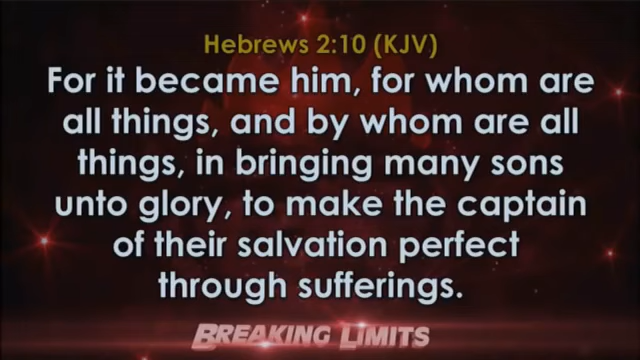 Hebrews 2:10 (KJV)
For it became him, for whom are
all things, and by whom are all
things, in bringing many sons
unto glory, to make the captain
of their salvation perfect
through sufferings.
BREAKING LIMITS